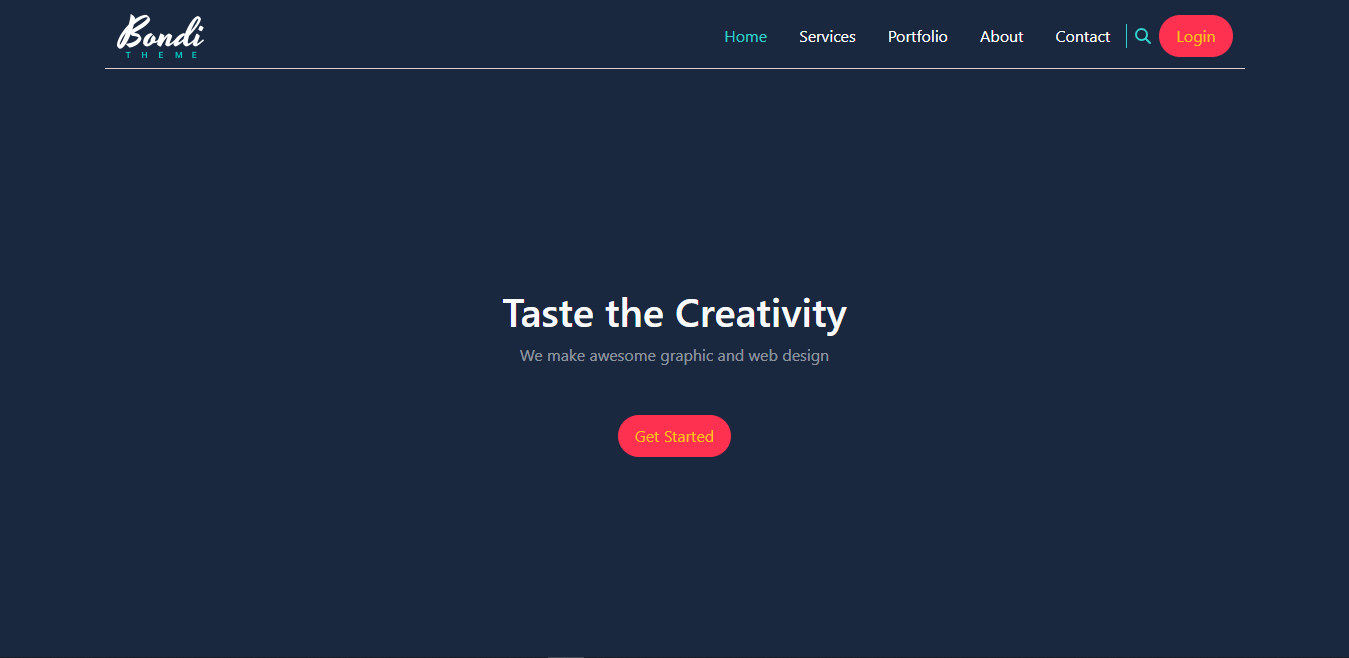 Bondi
THEME
Home Services Portfolio About Contact Login
Taste the Creativity
We make awesome graphic and web design
Get Started